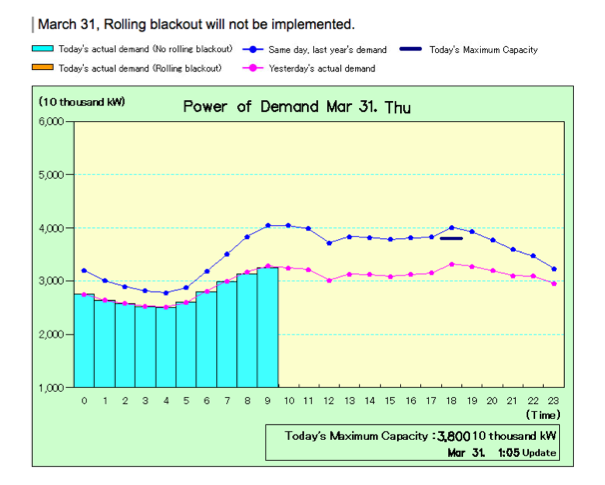 March 31, Rolling blackout will not be implemented.
Today's actual demand (No rolling blackout) Same day, last year's demand Today's Maximum Capacity
Today's actual demand (Rolling blackout) Yesterday's actual demand
(10 thousand kW) Power of Demand Mar 31. Thu
6,000
5,000
4,000
3,000
2,000
1,000
0 1 2 3 4 5 6 7 8 9 10 11 12 13 14 15 16 17 18 19 20 21 22 23
(Time)
Today's Maximum Capacity : 3,800 10 thousand kW
Mar 31. 1:05 Update